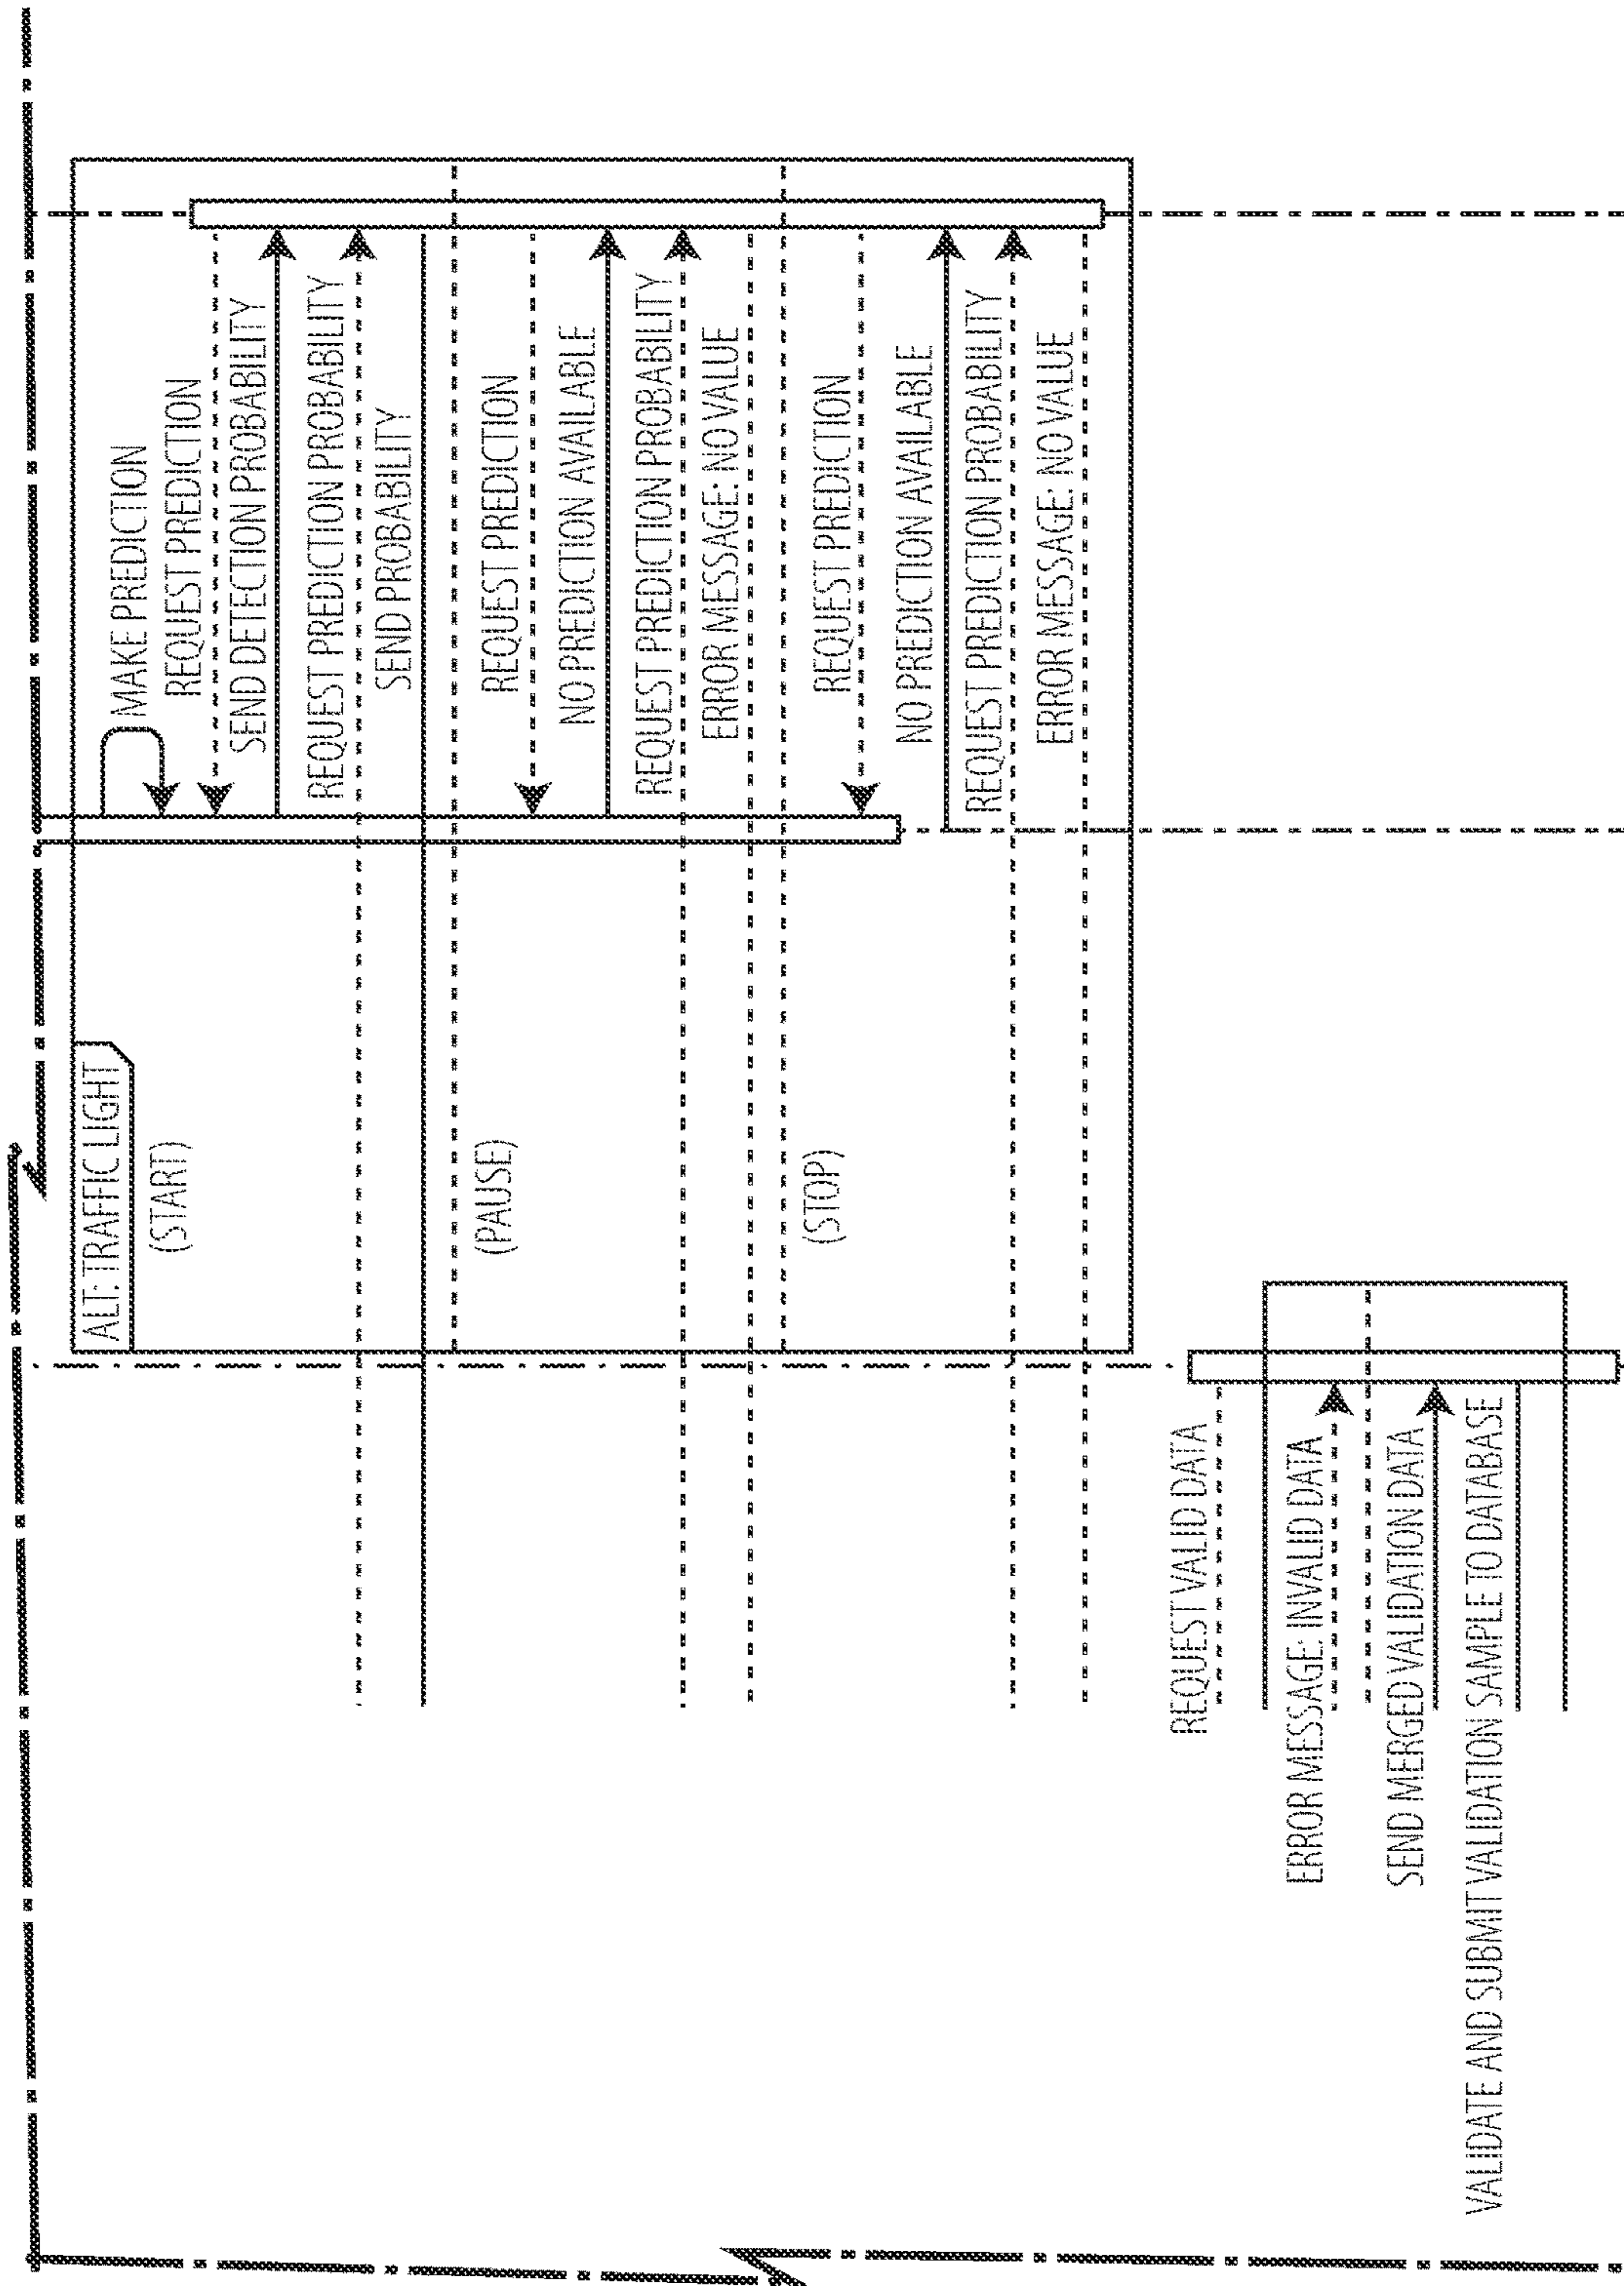 ALT: TRAFFIC LIGHT
(START)
MAKE PREDICTION
REQUEST PREDICTION
SEND DETECTION PROBABILITY
REQUEST PREDICTION PROBABILITY
SEND PROBABILITY
(PAUSE)
REQUEST PREDICTION
NO PREDICTION AVAILABLE
REQUEST PREDICTION PROBABILITY
ERROR MESSAGE: NO VALUE
(STOP)
REQUEST PREDICTION
NO PREDICTION AVAILABLE
REQUEST PREDICTION PROBABILITY
ERROR MESSAGE: NO VALUE
REQUEST VALID DATA
ERROR MESSAGE: INVALID DATA
SEND MERGED VALIDATION DATA
VALIDATE AND SUBMIT VALIDATION SAMPLE TO DATABASE